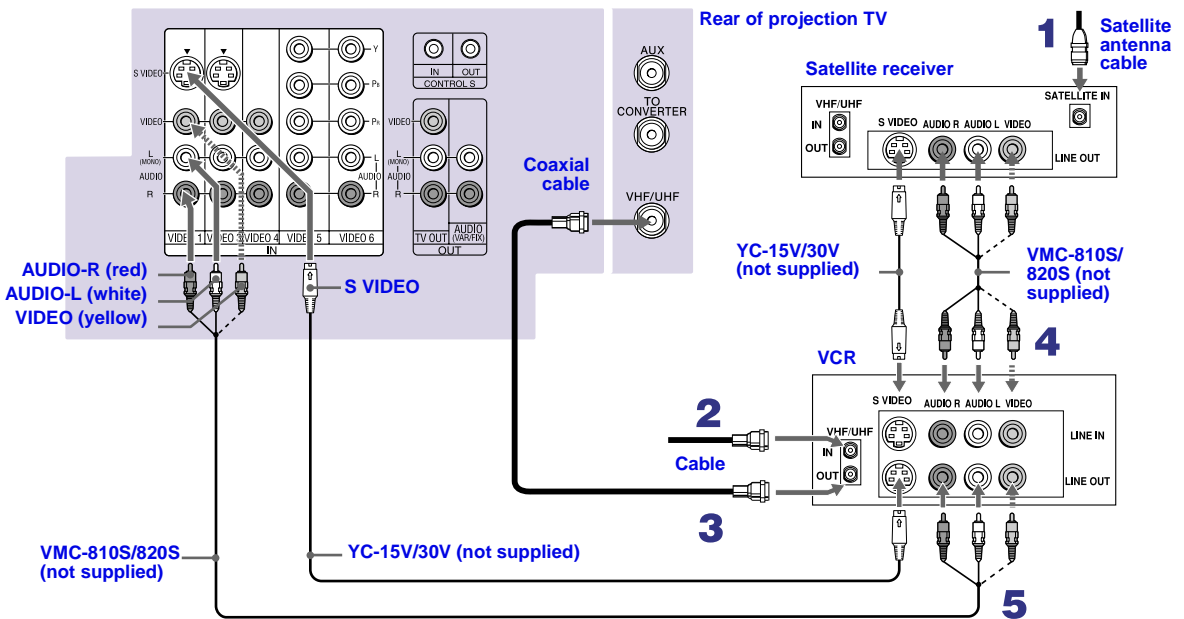 Rear of projection TV
1
Satellite
antenna
cable
Satellite receiver
SATELLITE IN
VHF/UHF
IN
OUT
S VIDEO AUDIO R AUDIO L VIDEO
LINE OUT
S VIDEO
VIDEO
L
(MONO)
AUDIO
R
Y
PB
PR
L
AUDIO
R
VIDEO 1 VIDEO 3 VIDEO 4 VIDEO 5 VIDEO 6
IN
IN OUT
CONTROL S
VIDEO
L
(MONO)
AUDIO
R
TV OUT
AUDIO
(VAR/FIX)
OUT
AUX
TO
CONVERTER
VHF/UHF
Coaxial
cable
AUDIO-R (red)
AUDIO-L (white)
VIDEO (yellow)
S VIDEO
YC-15V/30V
(not supplied)
VMC-810S/
820S (not
supplied)
4
VCR
S VIDEO AUDIO R AUDIO L VIDEO
VHF/UHF
IN
OUT
LINE IN
LINE OUT
2
Cable
3
VMC-810S/820S
(not supplied)
YC-15V/30V (not supplied)
5